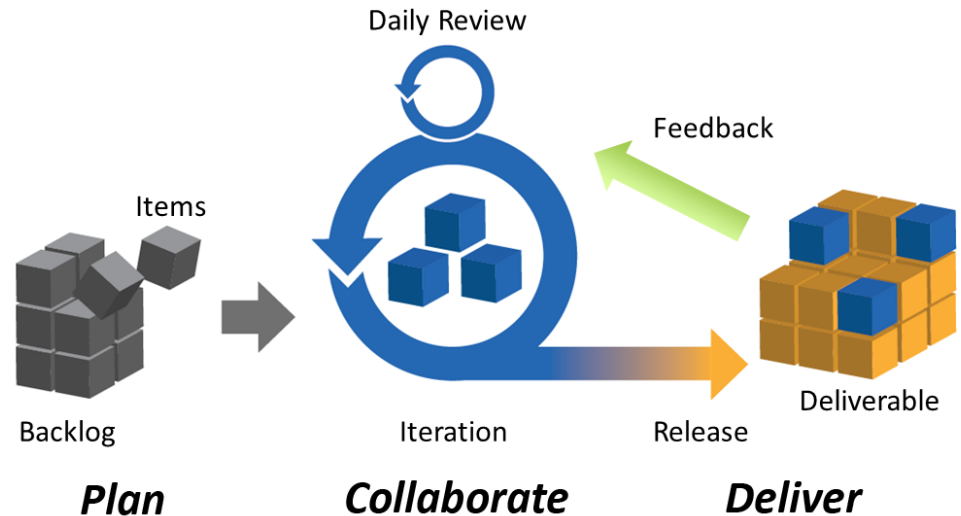 Daily Review
Feedback
Items
Deliverable
Backlog
Iteration
Release
Plan
Collaborate
Deliver